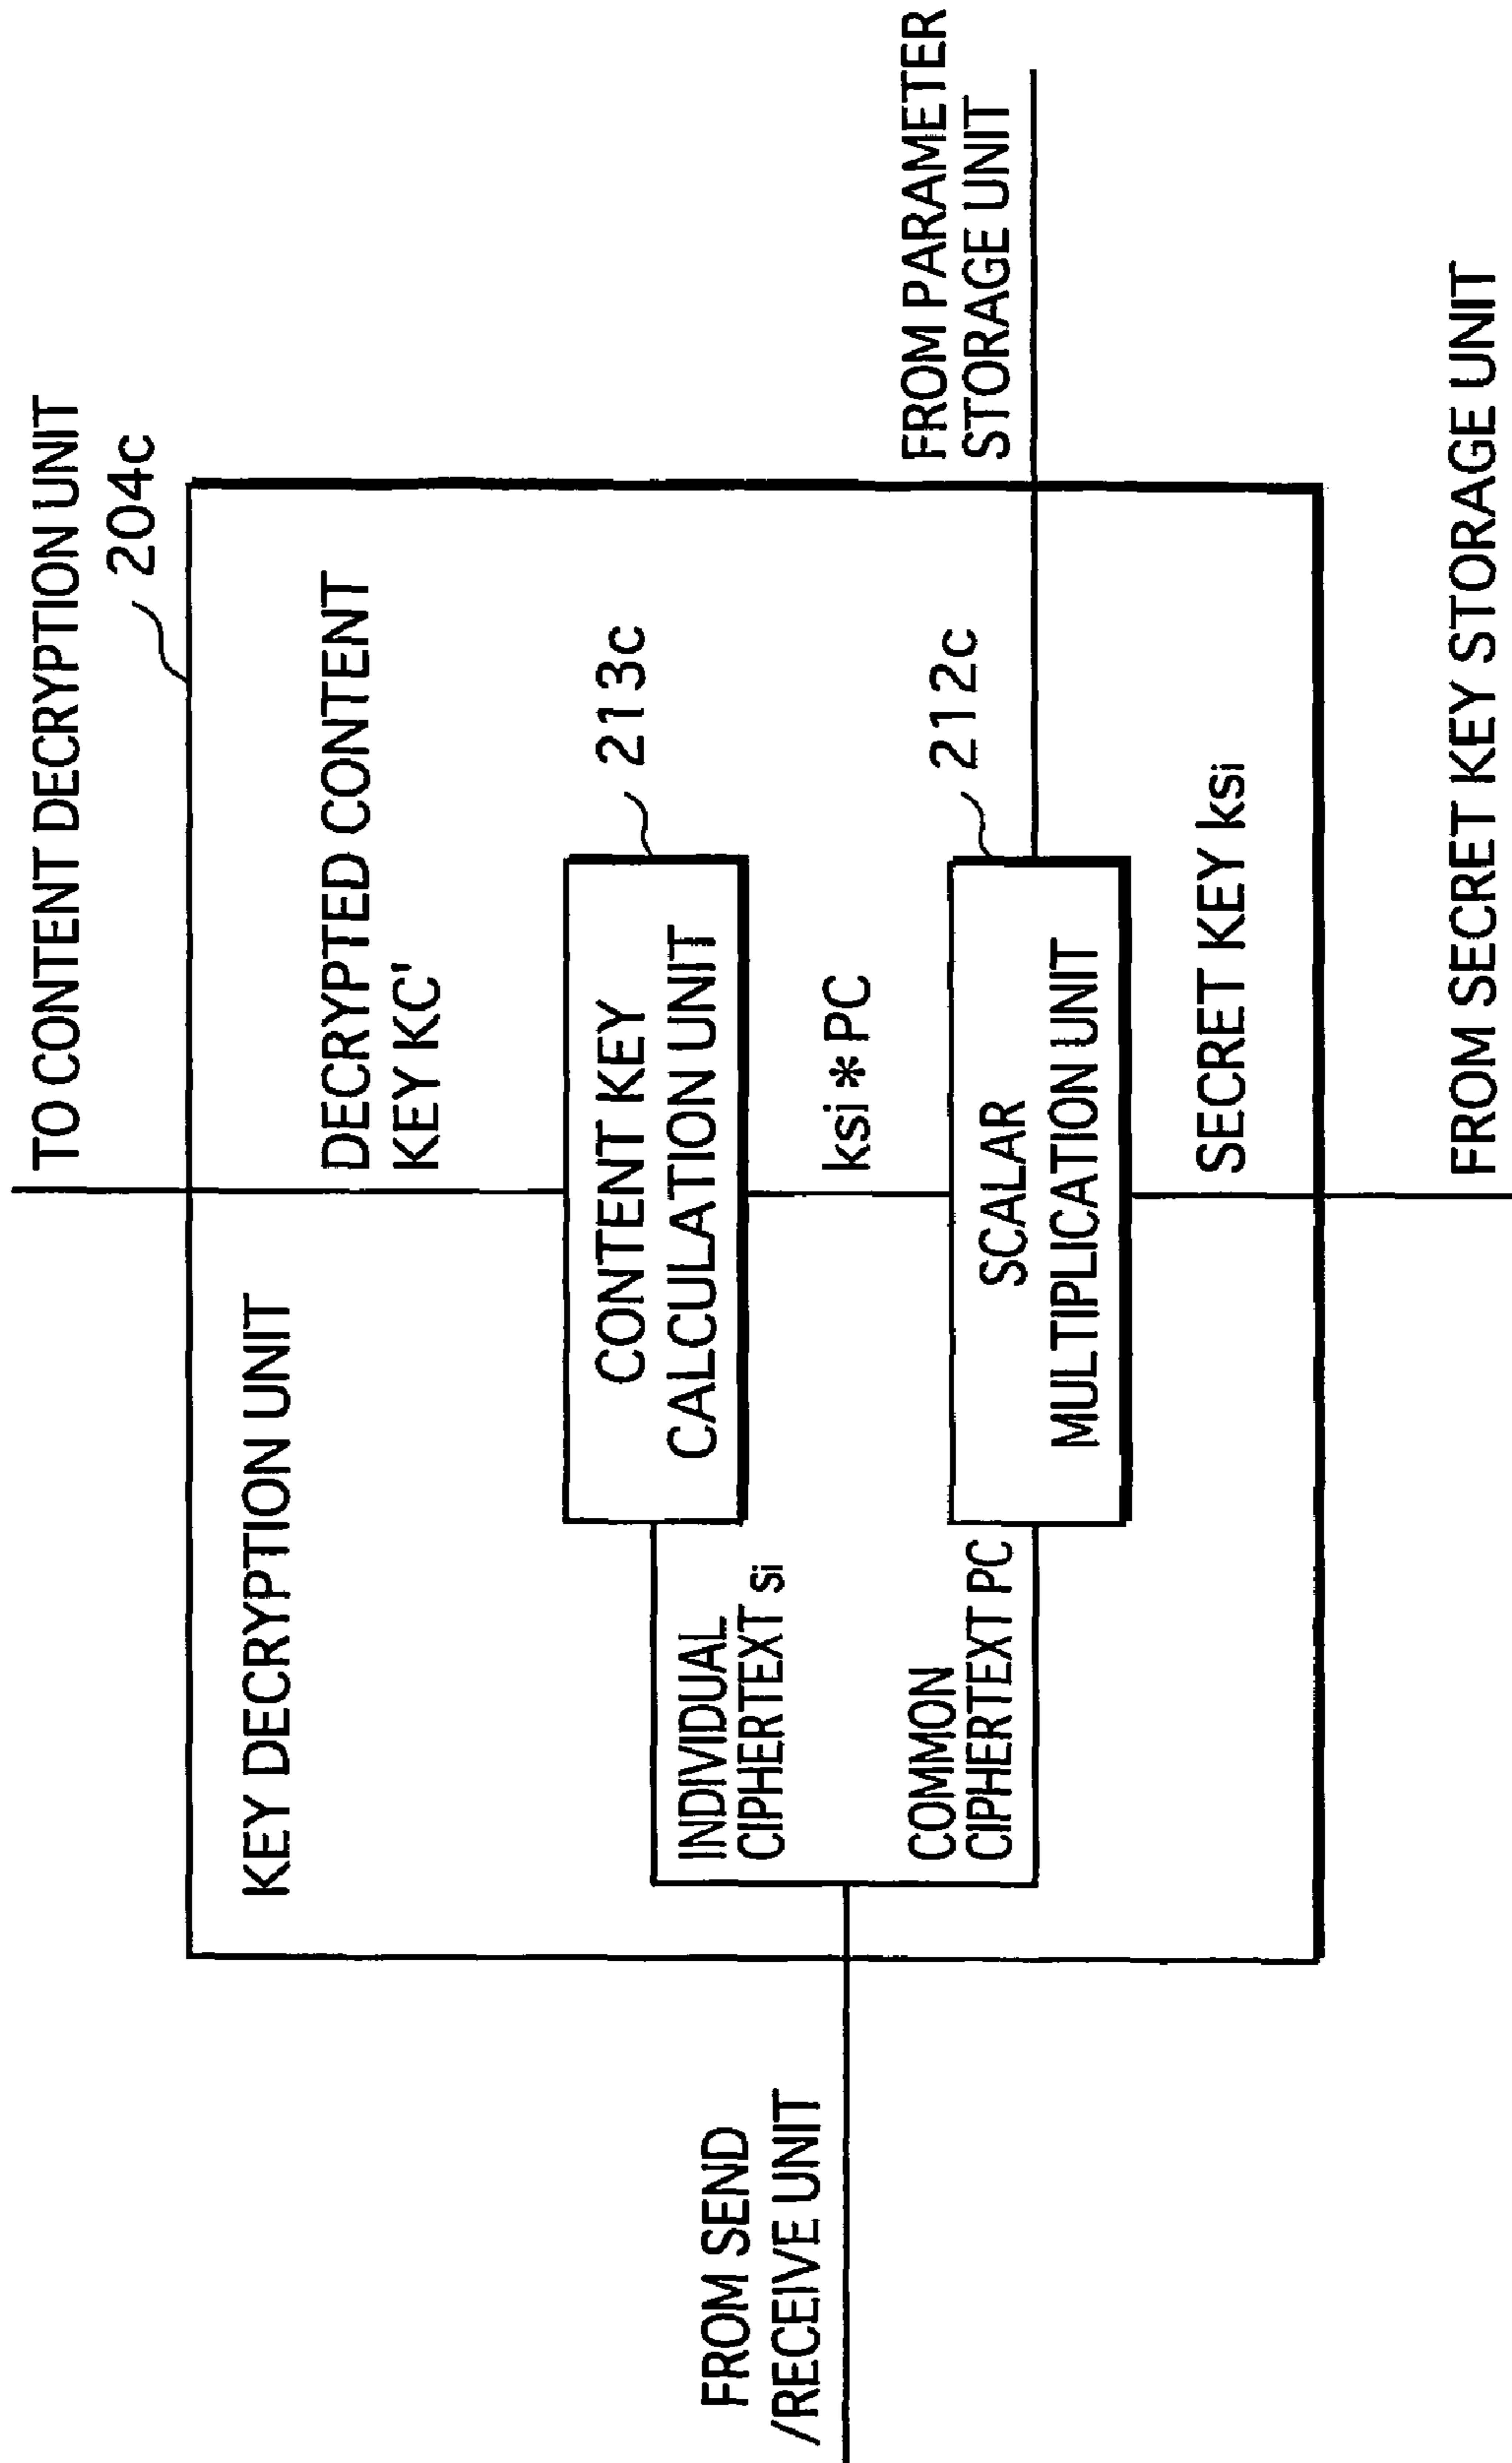 TO CONTENT DECRYPTION UNIT
204c
KEY DECRYPTION UNIT
DECRYPTED CONTENT
KEY KC'
213c
CONTENT KEY
CALCULATION UNIT
FROM SEND
/RECEIVE UNIT
INDIVIDUAL
CIPHERTEXT si
ksi * PC
FROM PARAMETER
STORAGE UNIT
COMMON
CIPHERTEXT PC
212c
SCALAR
MULTIPLICATION UNIT
SECRET KEY ksi
FROM SECRET KEY STORAGE UNIT